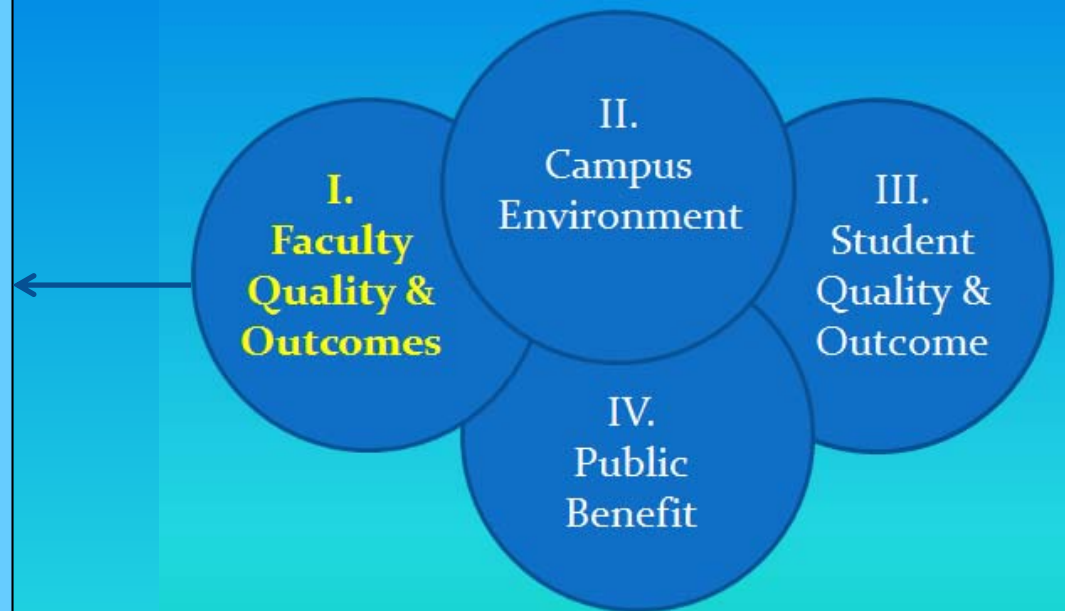 I.
Faculty
Quality &
Outcomes
II.
Campus
Environment
III.
Student
Quality &
Outcome
IV.
Public
Benefit